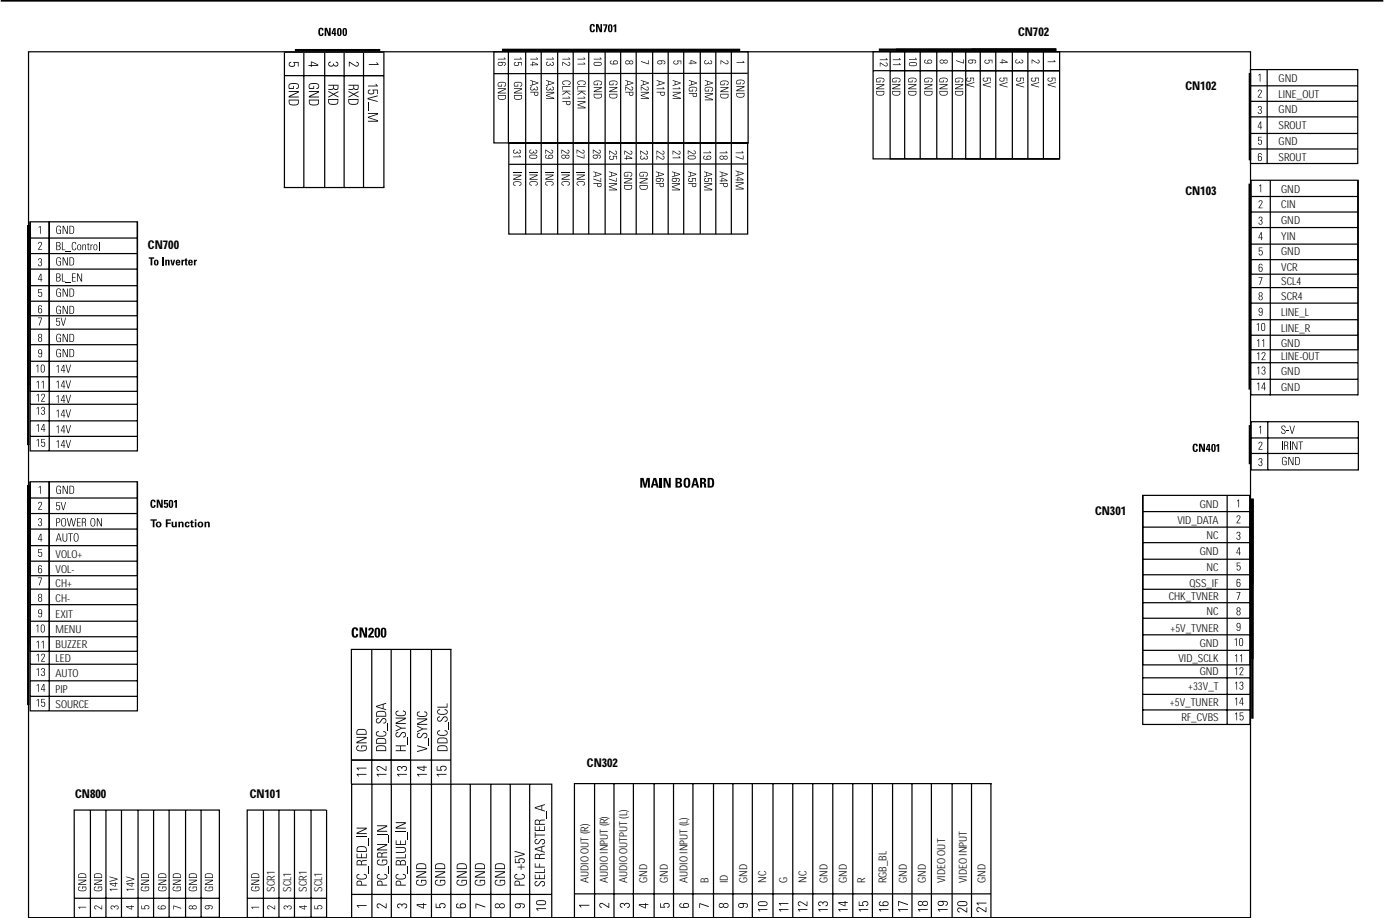 CN400
1 15V_M
2 RXD
3 RXD
4 GND
5 GND
CN701
1 GND
2 GND
3 AGM
4 AGP
5 A1M
6 A1P
7 A2M
8 A2P
9 GND
10 GND
11 CLK1M
12 CLK1P
13 A3M
14 A3P
15 GND
16 GND
17 A4M
18 A4P
19 A5M
20 A5P
21 A6M
22 A6P
23 GND
24 GND
25 A7M
26 A7P
27 INC
28 INC
29 INC
30 INC
31 INC
CN702
1 5V
2 5V
3 5V
4 5V
5 5V
6 5V
7 GND
8 GND
9 GND
10 GND
11 GND
12 GND
CN102
1 GND
2 LINE_OUT
3 GND
4 SROUT
5 GND
6 SROUT
CN103
1 GND
2 CIN
3 GND
4 YIN
5 GND
6 VCR
7 SCL4
8 SCR4
9 LINE_L
10 LINE_R
11 GND
12 LINE-OUT
13 GND
14 GND
CN700
To Inverter
1 GND
2 BL_Control
3 GND
4 BL_EN
5 GND
6 GND
7 5V
8 GND
9 GND
10 14V
11 14V
12 14V
13 14V
14 14V
15 14V
CN401
1 S-V
2 IRINT
3 GND
MAIN BOARD
CN501
To Function
1 GND
2 5V
3 POWER ON
4 AUTO
5 VOLO+
6 VOL-
7 CH+
8 CH-
9 EXIT
10 MENU
11 BUZZER
12 LED
13 AUTO
14 PIP
15 SOURCE
CN301
GND 1
VID_DATA 2
NC 3
GND 4
NC 5
QSS_IF 6
CHK_TVNER 7
NC 8
+5V_TVNER 9
GND 10
VID_SCLK 11
GND 12
+33V_T 13
+5V_TUNER 14
RF_CVBS 15
CN200
11 GND
12 DDC_SDA
13 H_SYNC
14 V_SYNC
15 DDC_SCL
1 PC_RED_IN
2 PC_GRN_IN
3 PC_BLUE_IN
4 GND
5 GND
6 GND
7 GND
8 GND
9 PC +5V
10 SELF RASTER_A
CN800
1 GND
2 GND
3 14V
4 14V
5 GND
6 GND
7 GND
8 GND
9 GND
CN101
1 GND
2 SCR1
3 SCL1
4 SCR1
5 SCL1
CN302
1 AUDIO OUT (R)
2 AUDIO INPUT (R)
3 AUDIO OUTPUT (L)
4 GND
5 GND
6 AUDIO INPUT (L)
7 B
8 ID
9 GND
10 NC
11 G
12 NC
13 GND
14 GND
15 R
16 RGB_BL
17 GND
18 GND
19 VIDEO OUT
20 VIDEO INPUT
21 GND